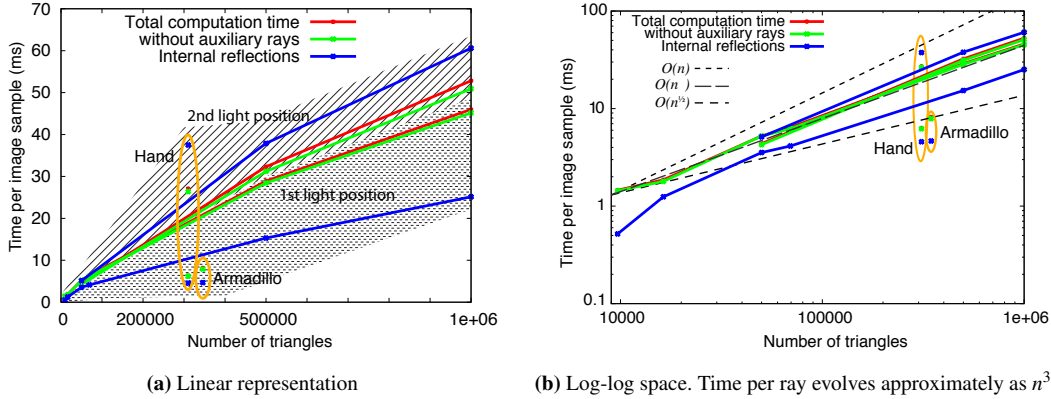 Time per image sample (ms)
70
60
50
40
30
20
10
0
Total computation time
without auxiliary rays
Internal reflections
2nd light position
Hand
1st light position
Armadillo
0
200000
500000
1e+06
Number of triangles
(a) Linear representation
Time per image sample (ms)
100
10
1
0.1
Total computation time
without auxiliary rays
Internal reflections
O(n)
O(n )
O(n½)
Armadillo
Hand
10000
100000
1e+06
Number of triangles
(b) Log-log space. Time per ray evolves approximately as n3